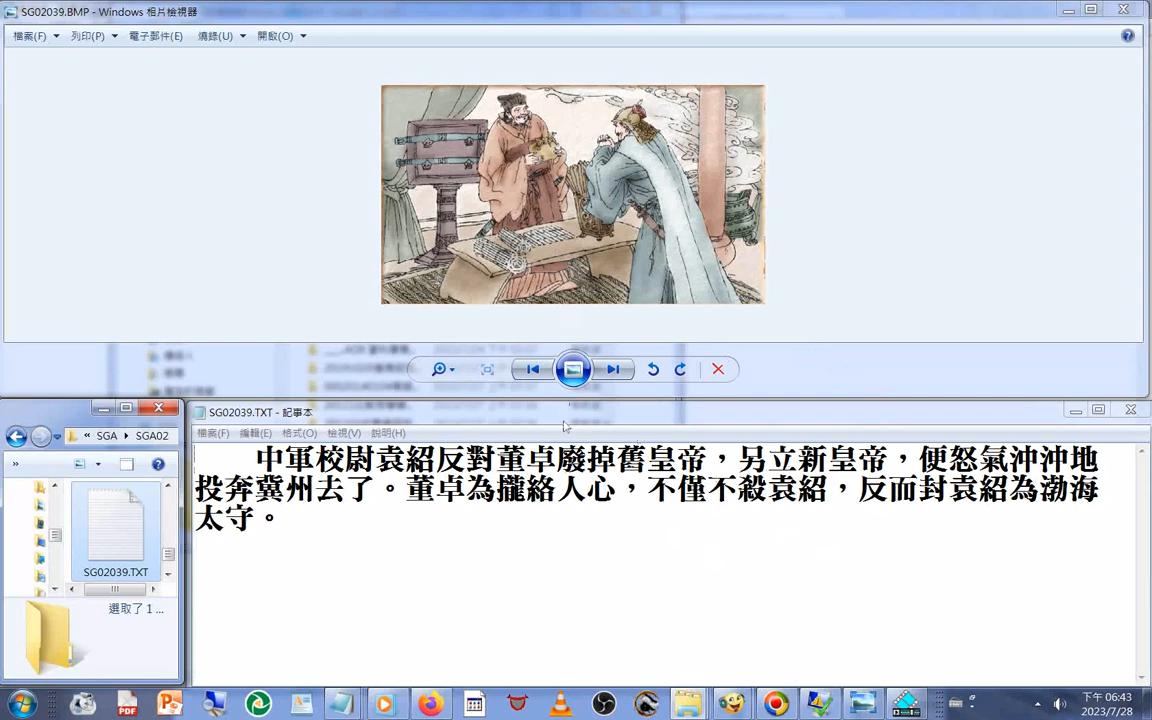 SG02039.BMP - Windows 相片檢視器
檔案(F) 列印(P) 電子郵件(E) 燒錄(U) 開啟(O)
SGA SGA02
SG02039.TXT - 記事本
檔案(F) 編輯(E) 格式(O) 檢視(V) 說明(H)
中軍校尉袁紹反對董卓廢掉舊皇帝，另立新皇帝，便怒氣沖沖地
投奔冀州去了。董卓為攏絡人心，不僅不殺袁紹，反而封袁紹為渤海
太守。
SG02039.TXT
選取了 1 ...
PDF
下午 06:43
2023/7/28